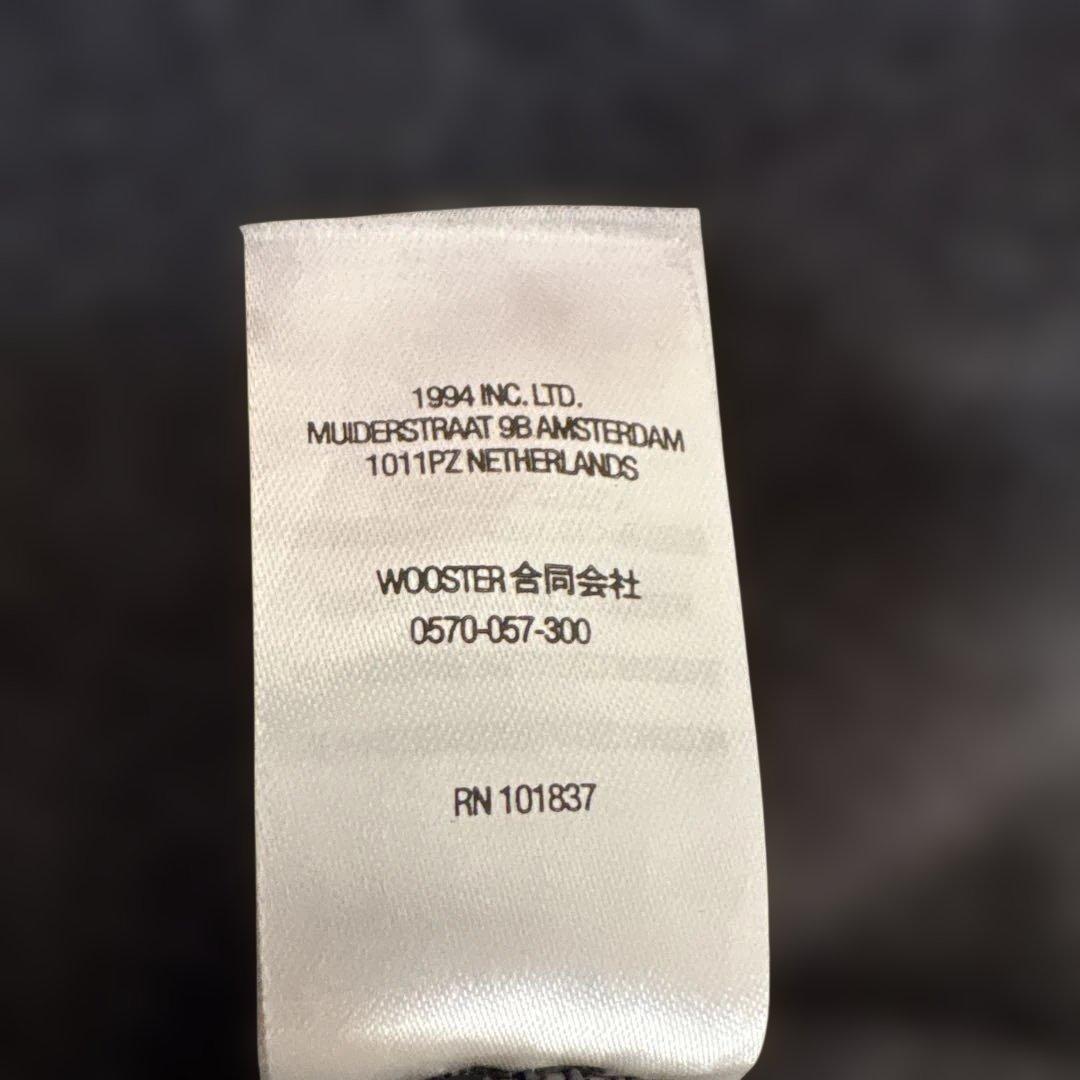 1994 INC. LTD.
MUIDERSTRAAT 9B AMSTERDAM
1011PZ NETHERLANDS
WOOSTER 合同会社
0570-057-300
RN 101837